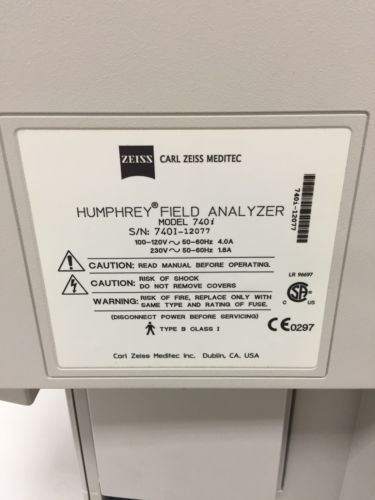 ZEISS CARL ZEISS MEDITEC
HUMPHREY® FIELD ANALYZER
MODEL 740i
S/N: 740I-12077
100-120V ~ 50-60Hz 4.0A
230V ~ 50-60Hz 1.8A
740I-12077
CAUTION: READ MANUAL BEFORE OPERATING.
CAUTION: RISK OF SHOCK
DO NOT REMOVE COVERS
WARNING: RISK OF FIRE, REPLACE ONLY WITH
SAME TYPE AND RATING OF FUSE.
(DISCONNECT POWER BEFORE SERVICING)
TYPE B CLASS I
LR 96697
C US
CE0297
Carl Zeiss Meditec Inc. Dublin, CA, USA